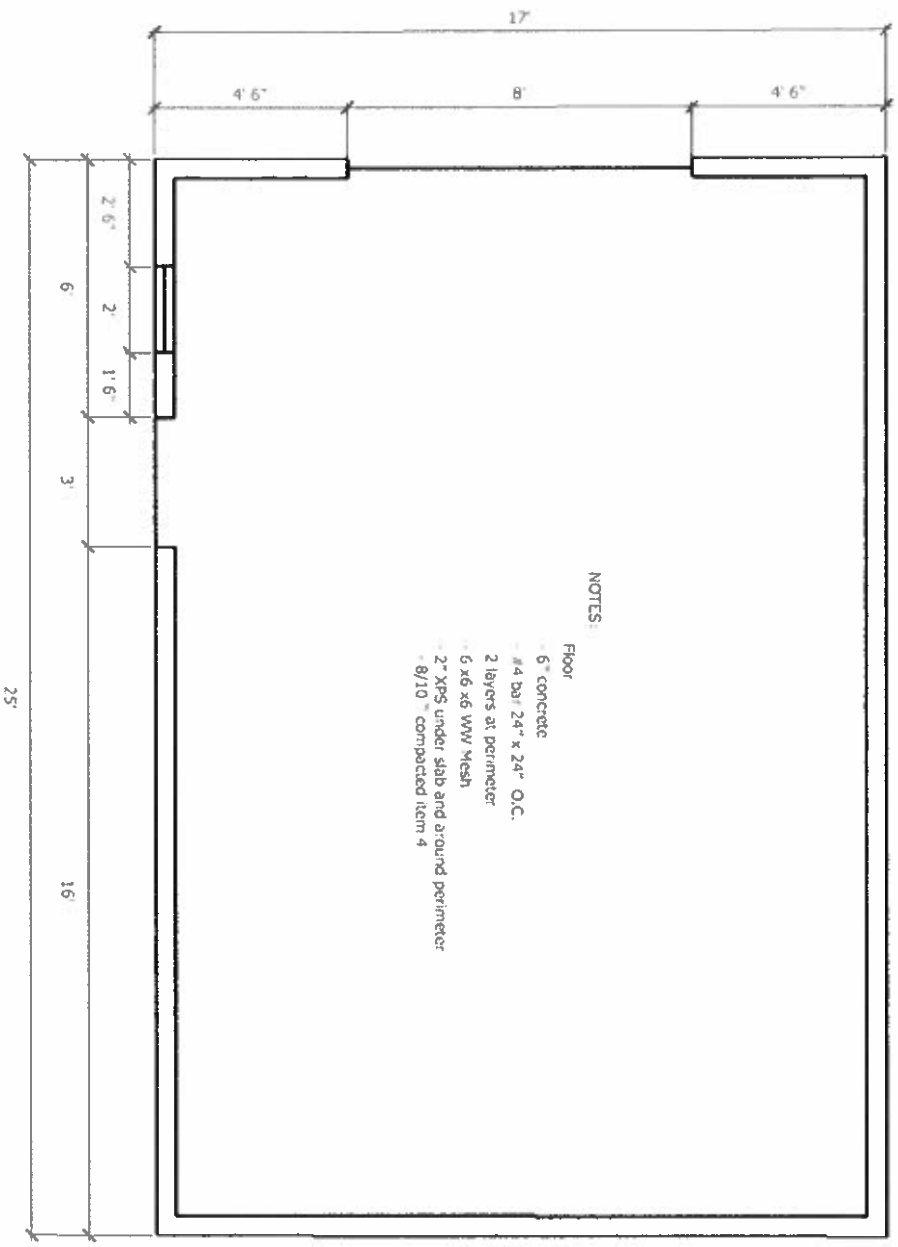 17'
4' 6"
8'
4' 6"
2' 6"
2'
1' 6"
6'
3'
16'
25'
NOTES:
Floor
- 6" concrete
- #4 bar 24" x 24" O.C.
2 layers at perimeter
- 6 x6 x6 WW Mesh
- 2" XPS under slab and around perimeter
- 8/10 " compacted item 4